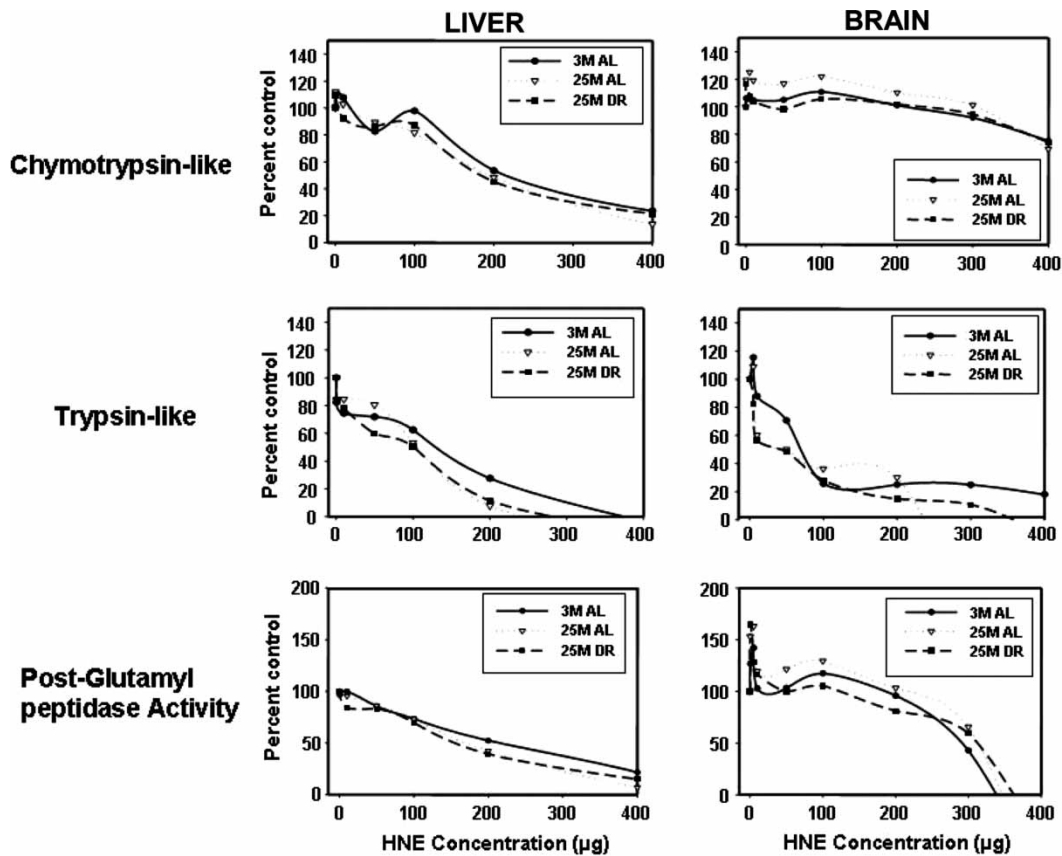 LIVER
BRAIN
Chymotrypsin-like
Percent control
140
120
100
80
60
40
20
0
0 100 200 300 400
3M AL
25M AL
25M DR
Percent control
140
120
100
80
60
40
20
0
0 100 200 300 400
3M AL
25M AL
25M DR
Trypsin-like
Percent control
140
120
100
80
60
40
20
0
0 100 200 300 400
3M AL
25M AL
25M DR
Percent control
140
120
100
80
60
40
20
0
0 100 200 300 400
3M AL
25M AL
25M DR
Post-Glutamyl
peptidase Activity
Percent control
200
150
100
50
0
0 100 200 300 400
HNE Concentration (µg)
3M AL
25M AL
25M DR
Percent control
200
150
100
50
0
0 100 200 300 400
HNE Concentration (µg)
3M AL
25M AL
25M DR